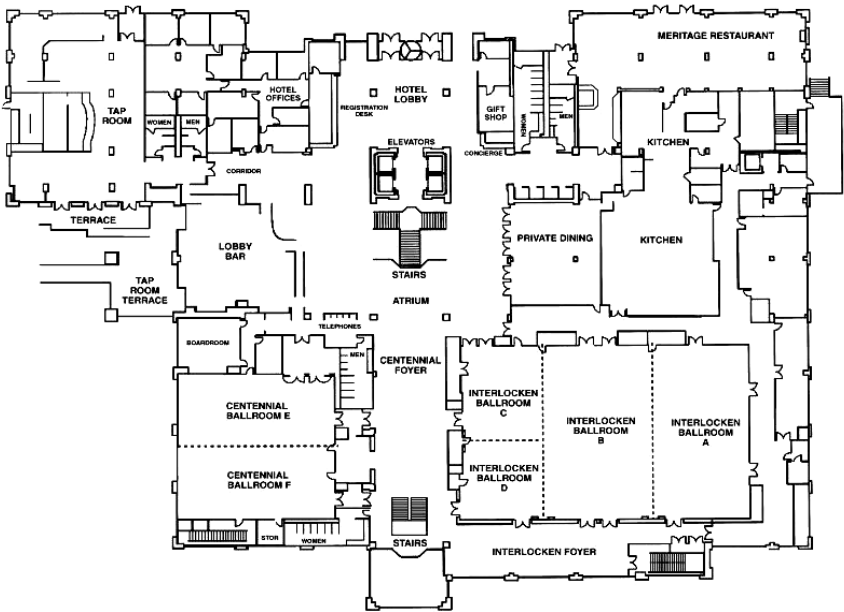 MERITAGE RESTAURANT
TAP
ROOM
HOTEL
OFFICES
HOTEL
LOBBY
REGISTRATION
DESK
GIFT
SHOP
WOMEN
MEN
WOMEN
MEN
KITCHEN
ELEVATORS
CONCIERGE
CORRIDOR
TERRACE
LOBBY
BAR
PRIVATE DINING
KITCHEN
STAIRS
TAP
ROOM
TERRACE
ATRIUM
TELEPHONES
BOARDROOM
MEN
CENTENNIAL
FOYER
CENTENNIAL
BALLROOM E
INTERLOCKEN
BALLROOM
C
INTERLOCKEN
BALLROOM
B
INTERLOCKEN
BALLROOM
A
CENTENNIAL
BALLROOM F
INTERLOCKEN
BALLROOM
D
STOR
WOMEN
STAIRS
INTERLOCKEN FOYER